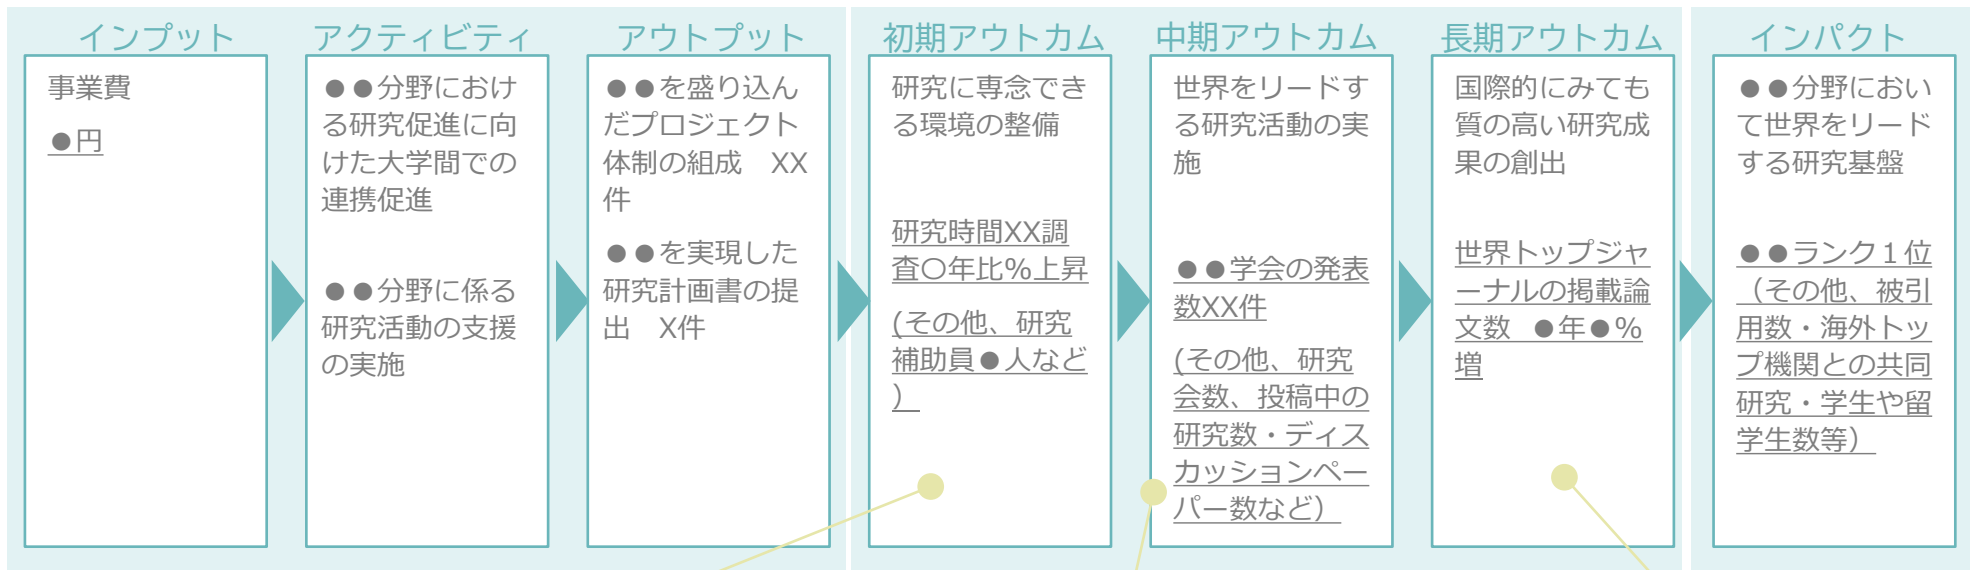 インプット
事業費
●円
アクティビティ
●●分野におけ
る研究促進に向
けた大学間での
連携促進
●●分野に係る
研究活動の支援
の実施
アウトプット
●●を盛り込ん
だプロジェクト
体制の組成　XX
件
●●を実現した
研究計画書の提
出　X件
初期アウトカム
研究に専念でき
る環境の整備
研究時間XX調
査〇年比%上昇
(その他、研究
補助員●人など
）
中期アウトカム
世界をリードす
る研究活動の実
施
●●学会の発表
数XX件
(その他、研究
会数、投稿中の
研究数・ディス
カッションペー
パー数など）
長期アウトカム
国際的にみても
質の高い研究成
果の創出
世界トップジャ
ーナルの掲載論
文数　●年●%
増
インパクト
●●分野におい
て世界をリード
する研究基盤
●●ランク１位
（その他、被引
用数・海外トッ
プ機関との共同
研究・学生や留
学生数等）